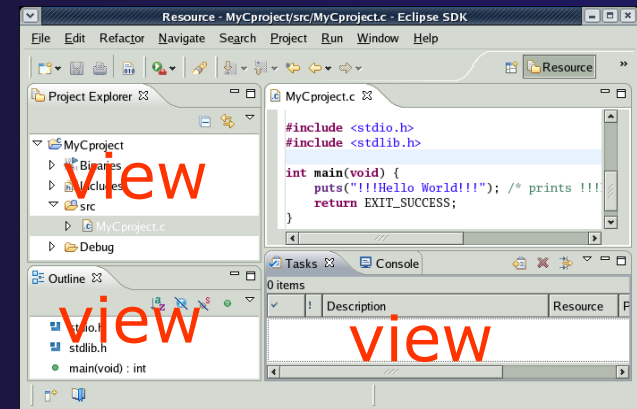 Resource - MyCproject/src/MyCproject.c - Eclipse SDK
File Edit Refactor Navigate Search Project Run Window Help
Resource »
Project Explorer
MyCproject
Binaries
Includes
src
MyCproject.c
Debug
view
MyCproject.c
#include <stdio.h>
#include <stdlib.h>
int main(void) {
puts("!!!Hello World!!!"); /* prints !!!
return EXIT_SUCCESS;
}
Outline
stdio.h
stdlib.h
main(void) : int
view
Tasks Console
0 items
! Description Resource P
view